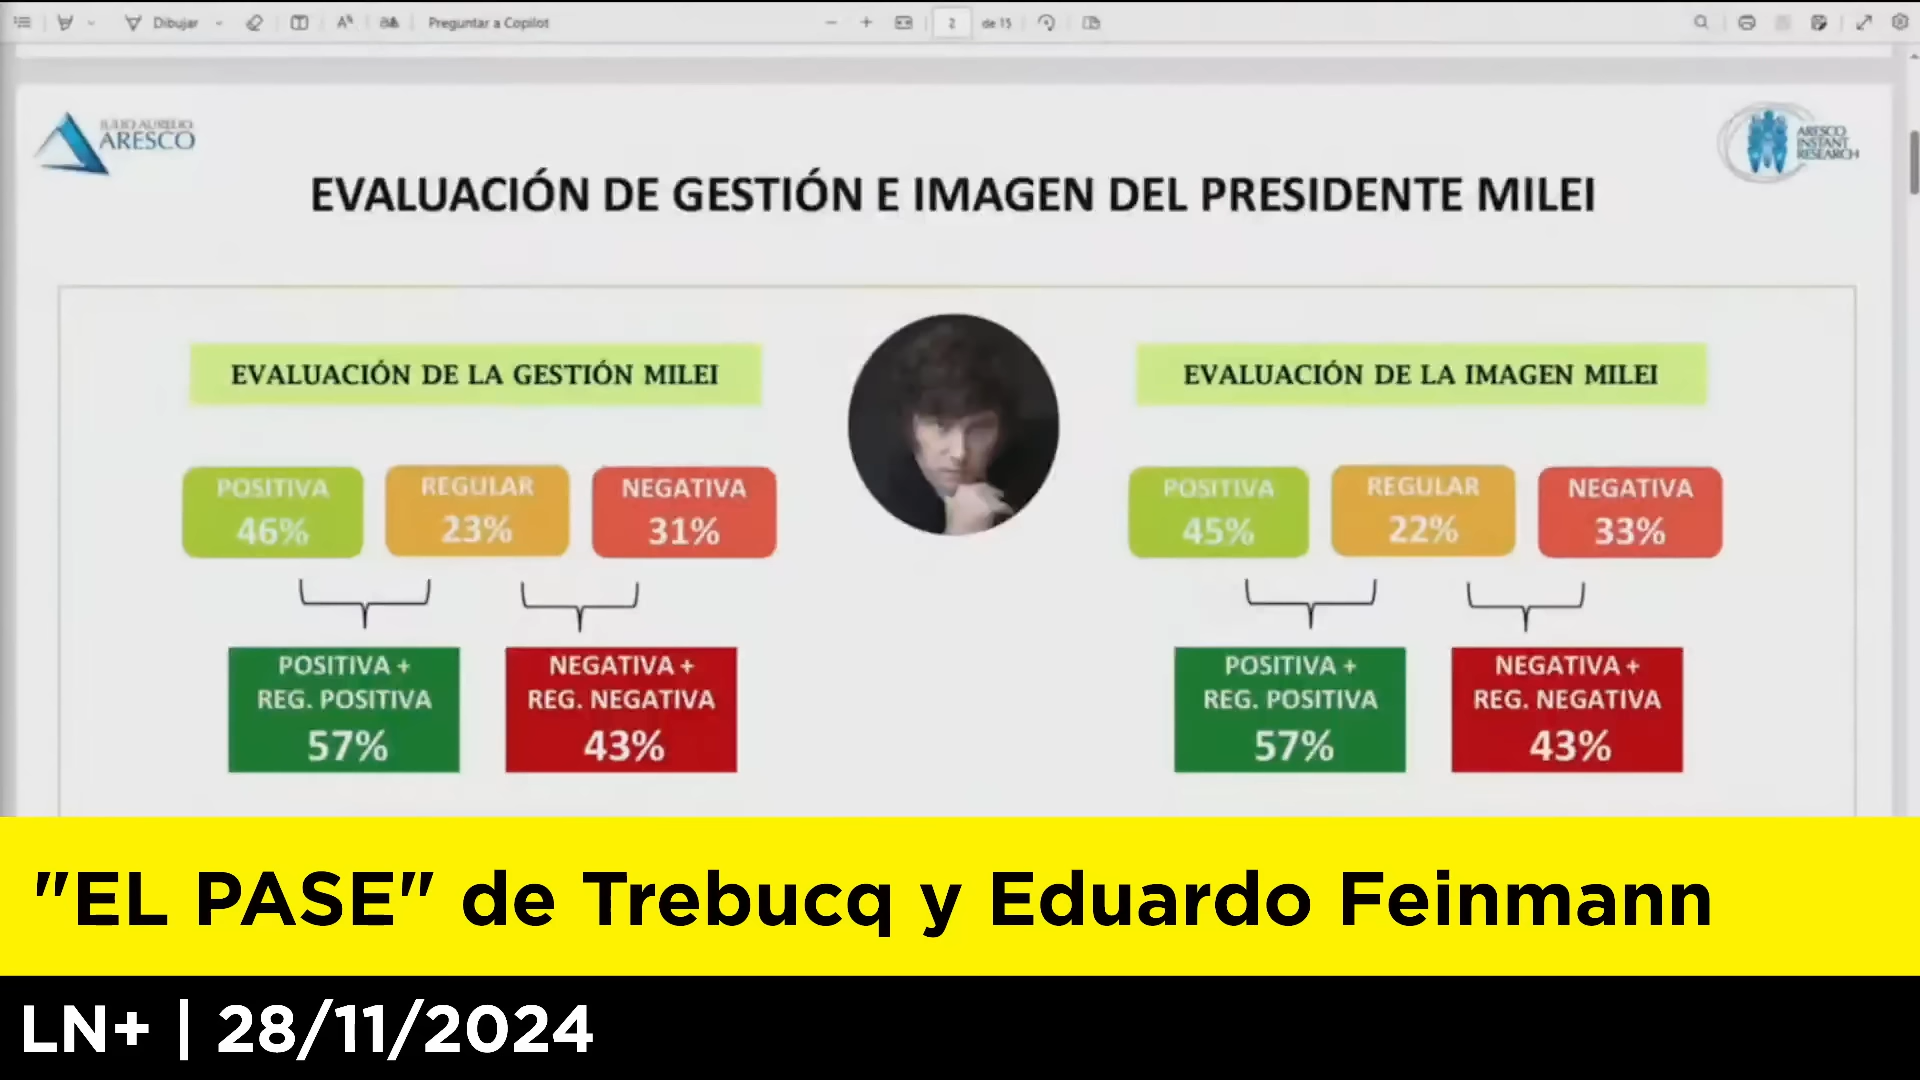 Dibujar
Preguntar a Copilot
2 de 15
JULIO AURELIO
ARESCO
ARESCO
INSTANT
RESEARCH
EVALUACIÓN DE GESTIÓN E IMAGEN DEL PRESIDENTE MILEI
EVALUACIÓN DE LA GESTIÓN MILEI
POSITIVA
46%
REGULAR
23%
NEGATIVA
31%
POSITIVA +
REG. POSITIVA
57%
NEGATIVA +
REG. NEGATIVA
43%
EVALUACIÓN DE LA IMAGEN MILEI
POSITIVA
45%
REGULAR
22%
NEGATIVA
33%
POSITIVA +
REG. POSITIVA
57%
NEGATIVA +
REG. NEGATIVA
43%
"EL PASE" de Trebucq y Eduardo Feinmann
LN+ | 28/11/2024